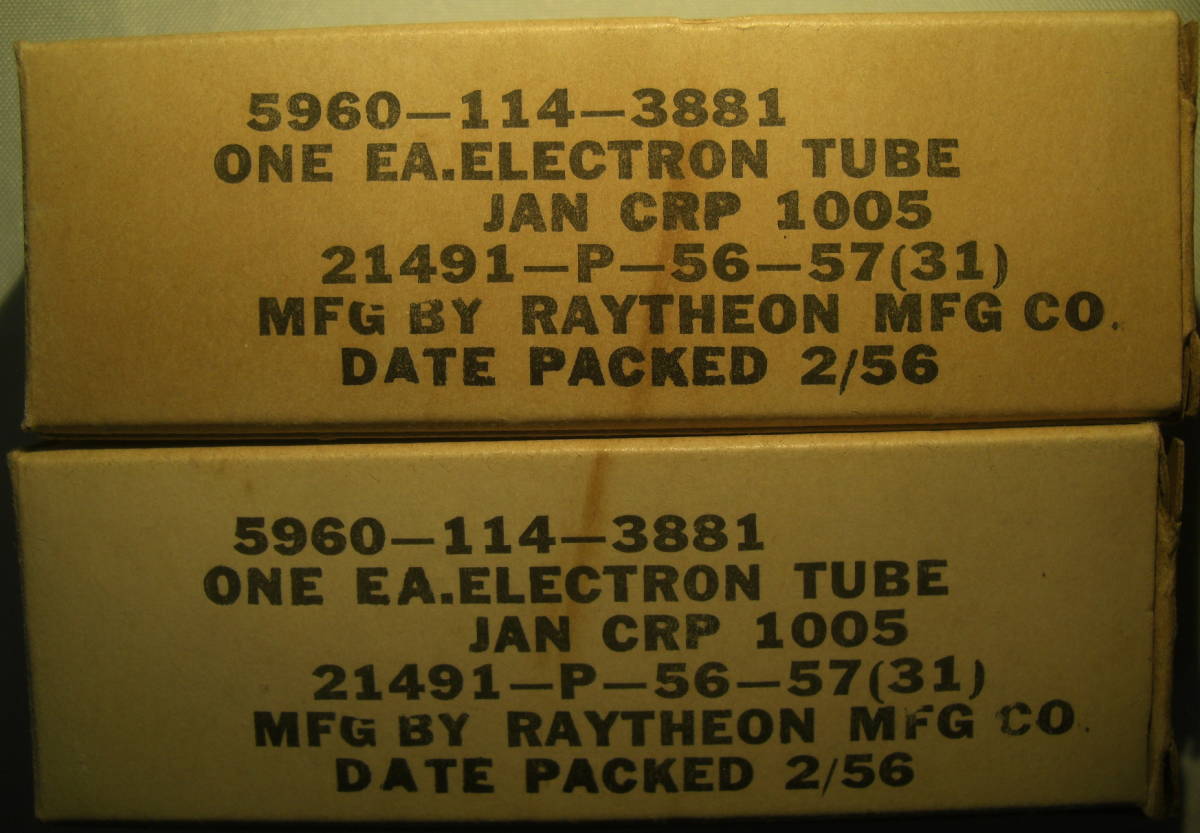 5960-114-3881
ONE EA.ELECTRON TUBE
JAN CRP 1005
21491-P-56-57(31)
MFG BY RAYTHEON MFG CO.
DATE PACKED 2/56
5960-114-3881
ONE EA.ELECTRON TUBE
JAN CRP 1005
21491-P-56-57(31)
MFG BY RAYTHEON MFG CO.
DATE PACKED 2/56